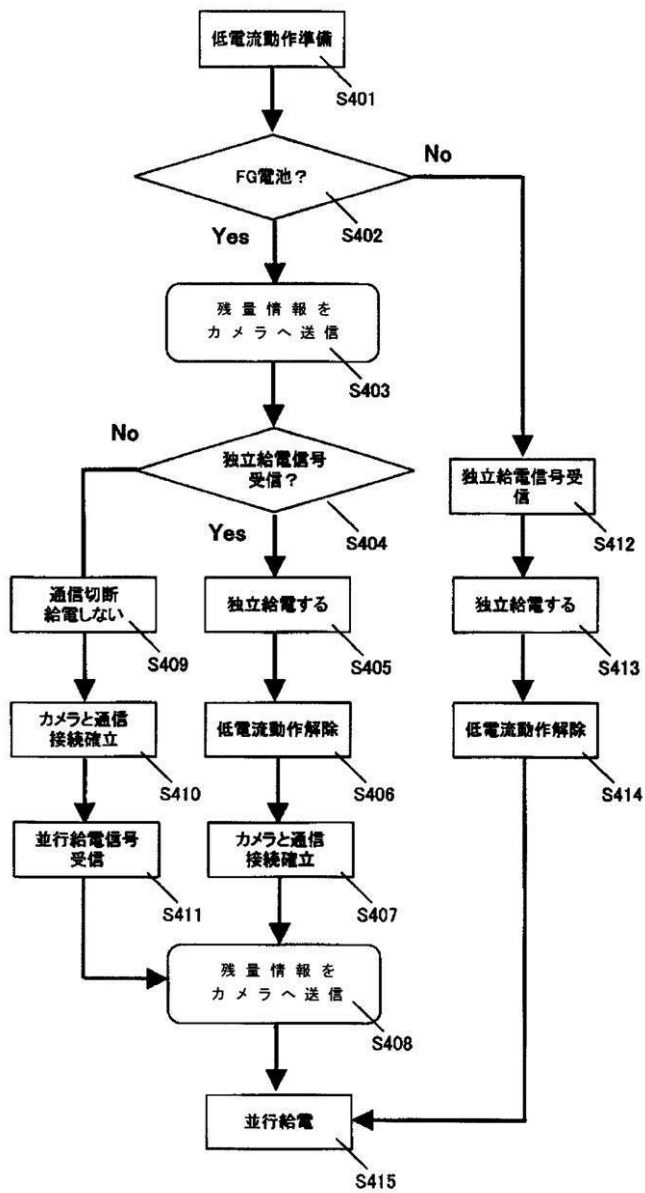 低電流動作準備
S401
FG電池？
No
S402
Yes
残量情報を
カメラへ送信
S403
No
独立給電信号
受信？
S404
Yes
独立給電信号受
信
S412
通信切断
給電しない
S409
独立給電する
S405
独立給電する
S413
カメラと通信
接続確立
S410
低電流動作解除
S406
低電流動作解除
S414
並行給電信号
受信
S411
カメラと通信
接続確立
S407
残量情報を
カメラへ送信
S408
並行給電
S415